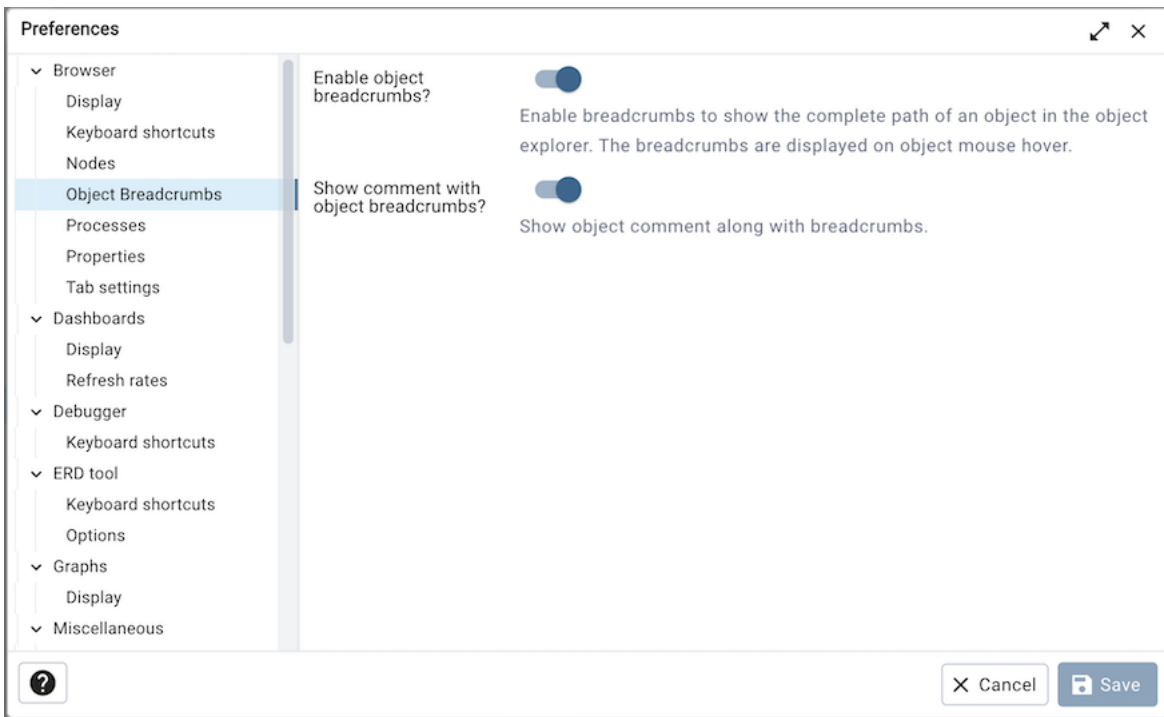 Preferences
Browser
Display
Keyboard shortcuts
Nodes
Object Breadcrumbs
Processes
Properties
Tab settings
Dashboards
Display
Refresh rates
Debugger
Keyboard shortcuts
ERD tool
Keyboard shortcuts
Options
Graphs
Display
Miscellaneous
Enable object
breadcrumbs?
Enable breadcrumbs to show the complete path of an object in the object
explorer. The breadcrumbs are displayed on object mouse hover.
Show comment with
object breadcrumbs?
Show object comment along with breadcrumbs.
?
Cancel
Save